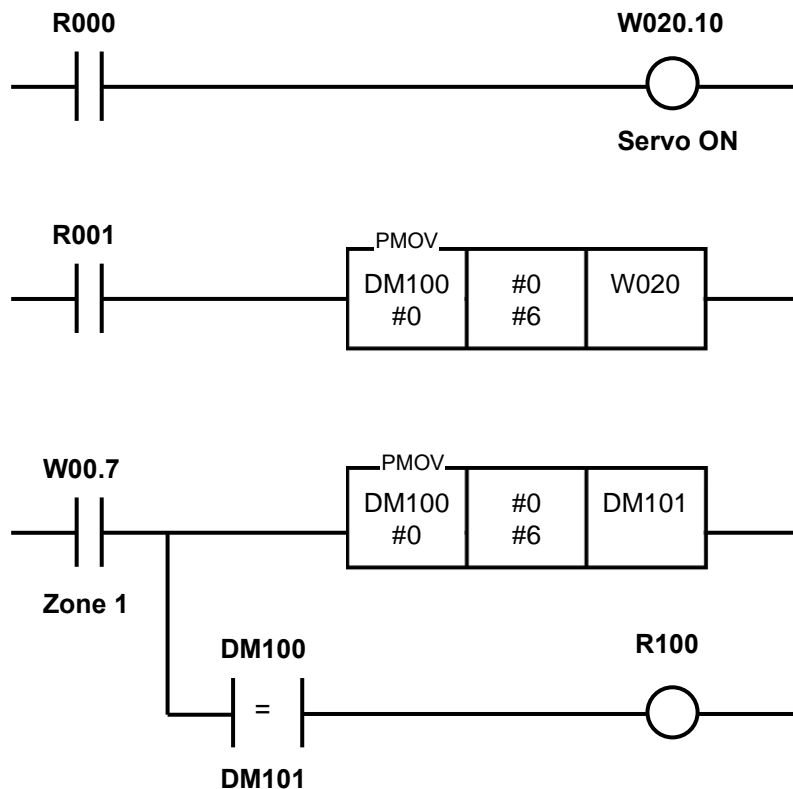 R000
W020.10
Servo ON
R001
PMOV
DM100
#0
#0
#6
W020
W00.7
Zone 1
PMOV
DM100
#0
#0
#6
DM101
DM100
=
DM101
R100